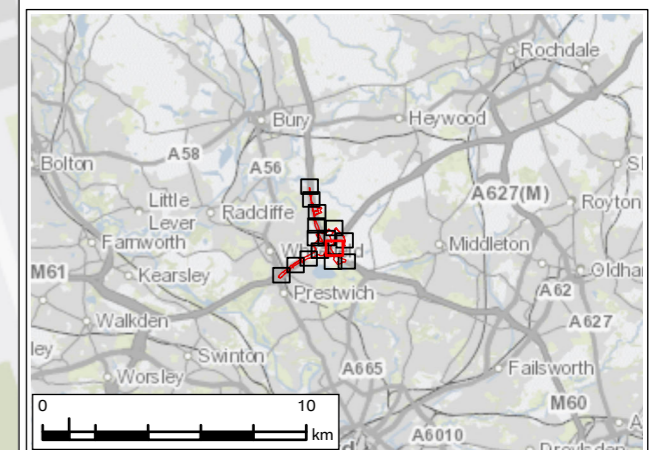 Rochdale
Bury
Heywood
A58
Bolton
A56
A627(M)
Little
Lever
Radcliffe
Royton
Farnworth
Middleton
M61
Kearsley
Oldha
A62
Prestwich
Walkden
A627
ley
Swinton
A665
Failsworth
Worsley
M60
0 10
km
A6010